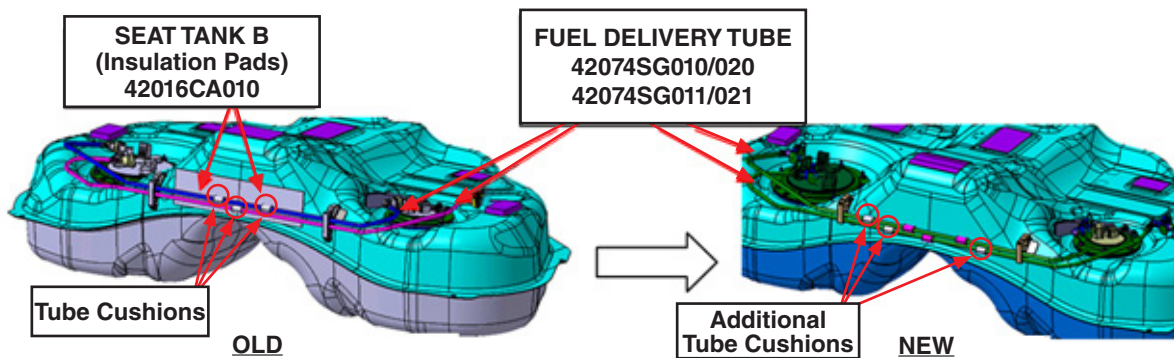 SEAT TANK B
(Insulation Pads)
42016CA010
FUEL DELIVERY TUBE
42074SG010/020
42074SG011/021
Tube Cushions
OLD
Additional
Tube Cushions
NEW